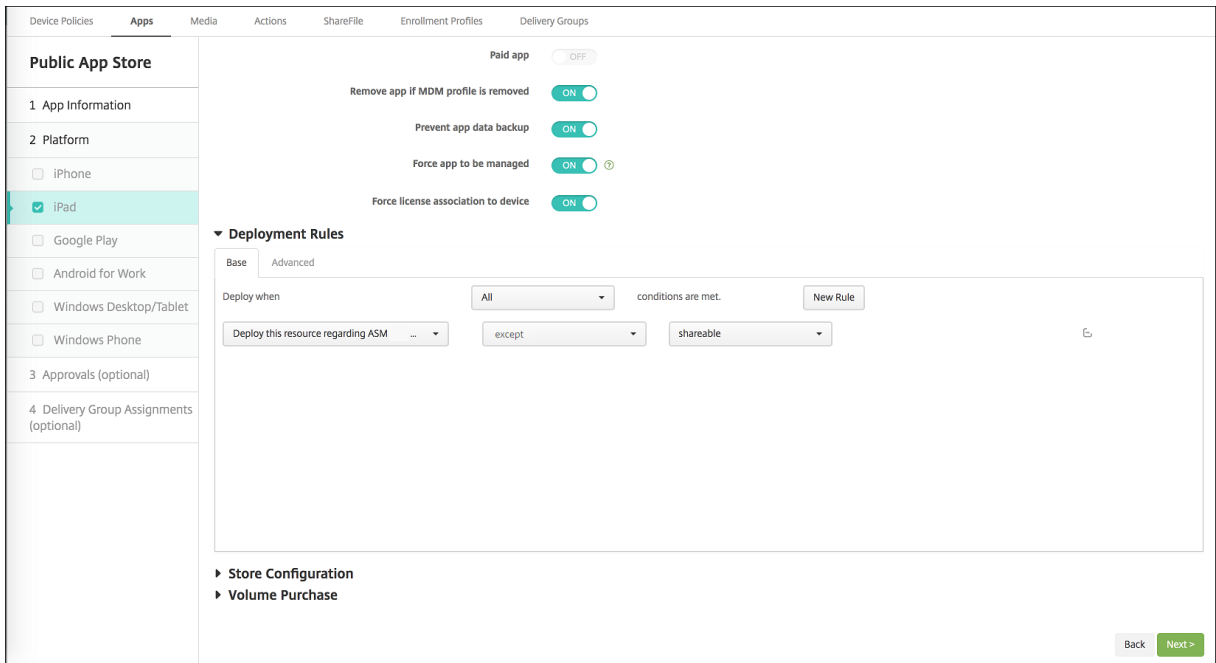 Device Policies Apps Media Actions ShareFile Enrollment Profiles Delivery Groups
Public App Store
1 App Information
2 Platform
iPhone
iPad
Google Play
Android for Work
Windows Desktop/Tablet
Windows Phone
3 Approvals (optional)
4 Delivery Group Assignments
(optional)
Paid app OFF
Remove app if MDM profile is removed ON
Prevent app data backup ON
Force app to be managed ON ?
Force license association to device ON
Deployment Rules
Base Advanced
Deploy when All conditions are met. New Rule
Deploy this resource regarding ASM ... except shareable
Store Configuration
Volume Purchase
Back Next >